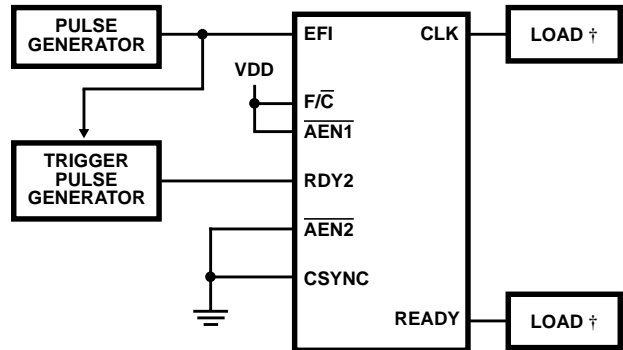 PULSE
GENERATOR
EFI
CLK
LOAD †
VDD
F/C̅
A̅E̅N̅1̅
TRIGGER
PULSE
GENERATOR
RDY2
A̅E̅N̅2̅
CSYNC
READY
LOAD †